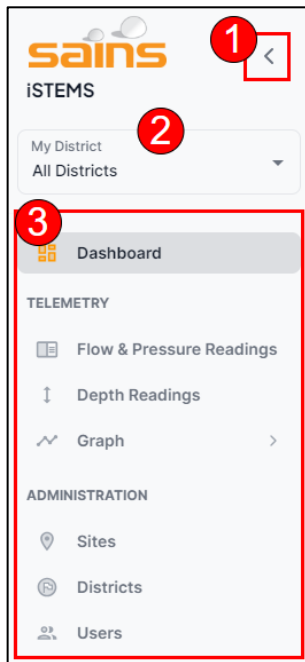 sains
1
iSTEMS
2
My District
All Districts
3
Dashboard
TELEMETRY
Flow & Pressure Readings
Depth Readings
Graph
ADMINISTRATION
Sites
Districts
Users